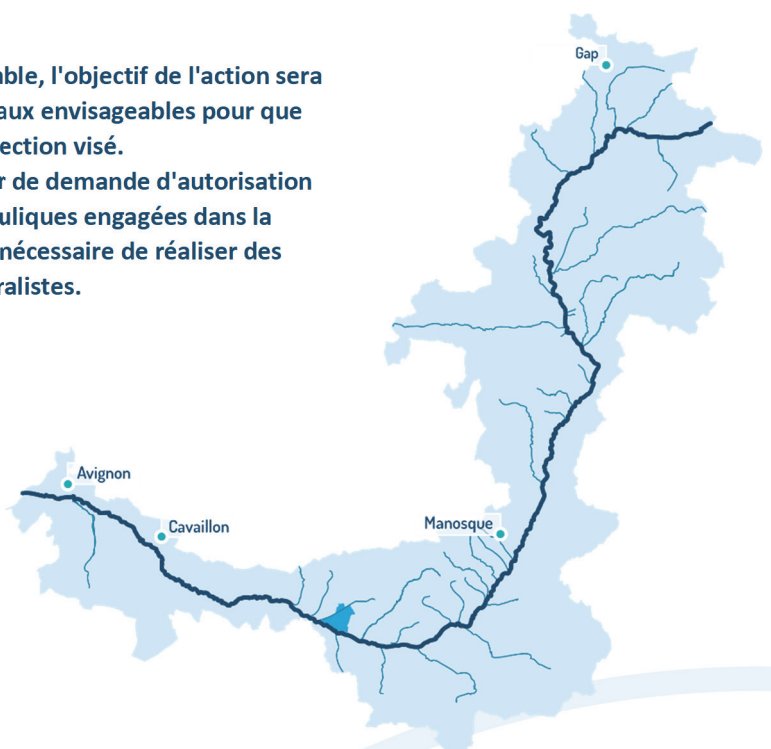 ble, l'objectif de l'action sera
aux envisageables pour que
ection visé.
r de demande d'autorisation
uliques engagées dans la
nécessaire de réaliser des
ralistes.
Gap
Avignon
Cavaillon
Manosque